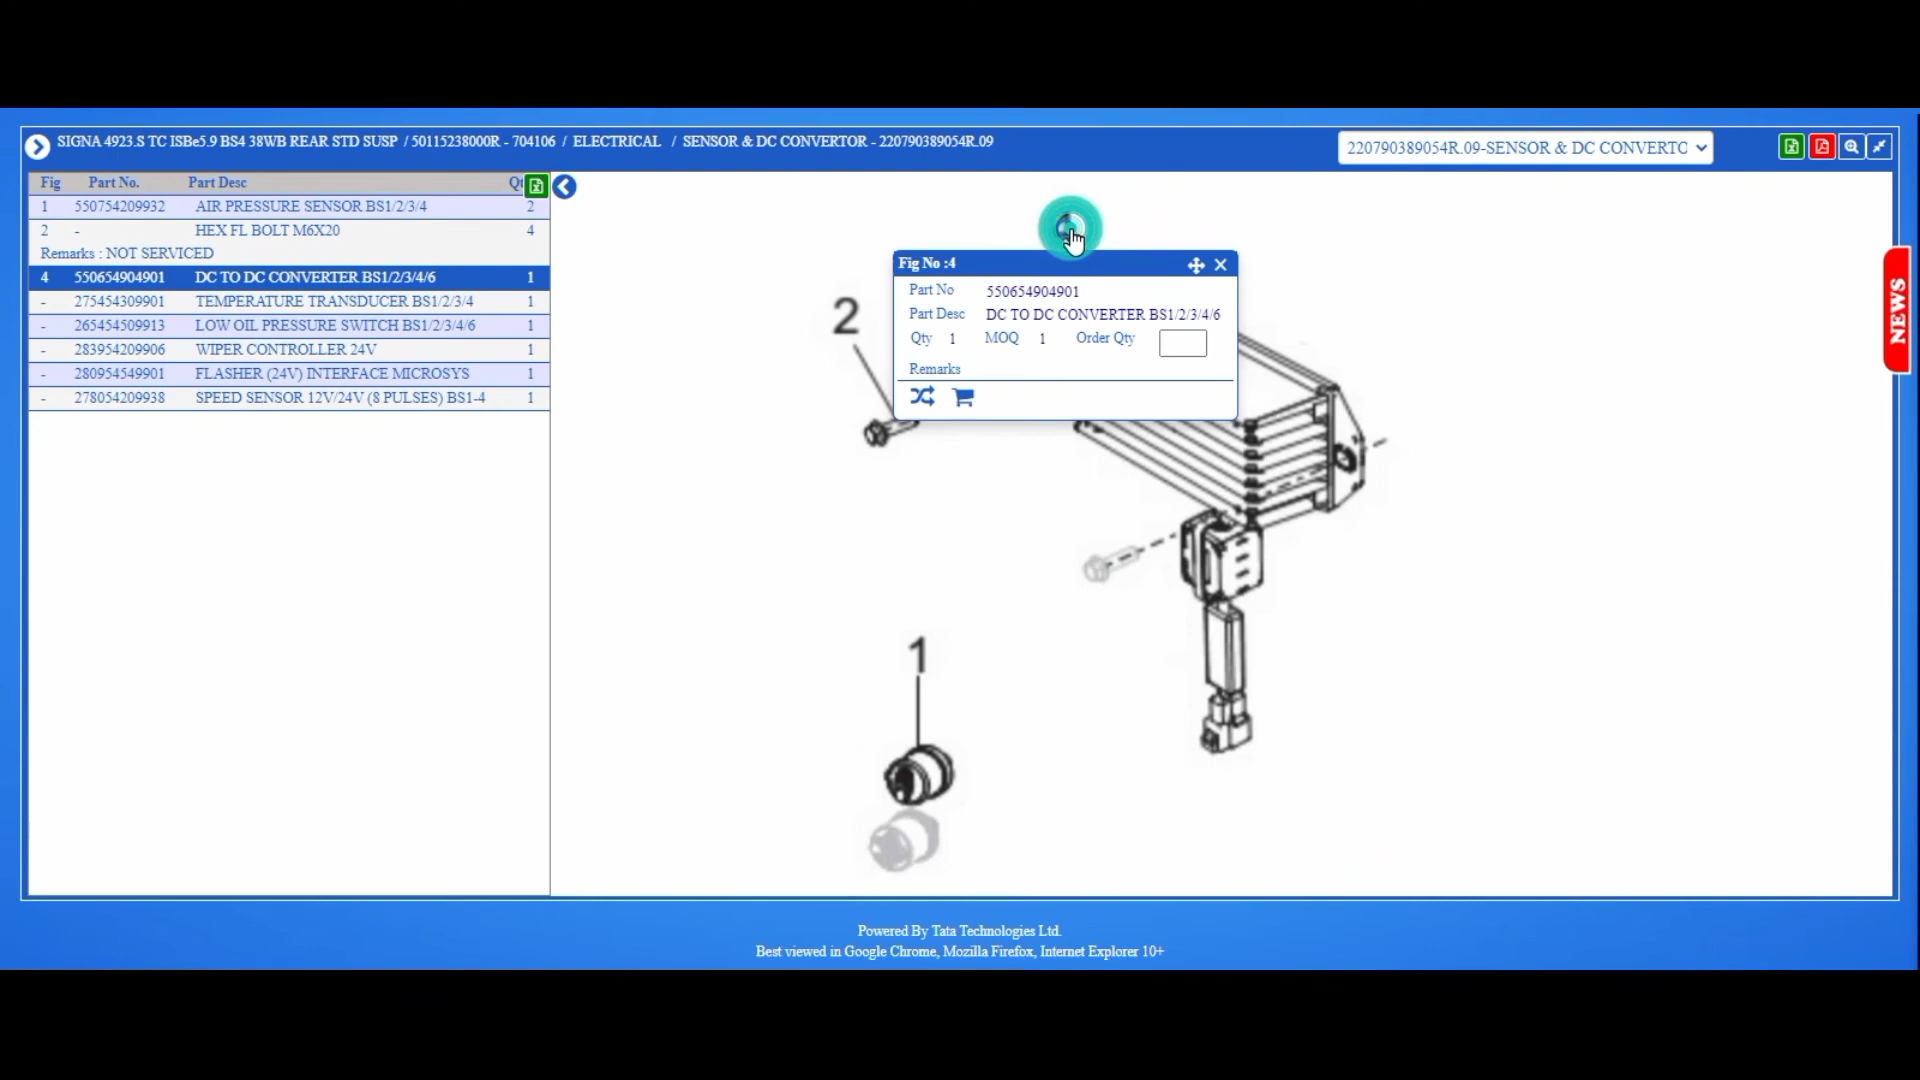 SIGNA 4923.S TC ISBe5.9 BS4 38WB REAR STD SUSP / 50115238000R - 704106 / ELECTRICAL / SENSOR & DC CONVERTOR - 220790389054R.09
220790389054R.09-SENSOR & DC CONVERTO
Fig Part No. Part Desc Qt
1 550754209932 AIR PRESSURE SENSOR BS1/2/3/4 2
2 - HEX FL BOLT M6X20 4
Remarks : NOT SERVICED
4 550654904901 DC TO DC CONVERTER BS1/2/3/4/6 1
- 275454309901 TEMPERATURE TRANSDUCER BS1/2/3/4 1
- 265454509913 LOW OIL PRESSURE SWITCH BS1/2/3/4/6 1
- 283954209906 WIPER CONTROLLER 24V 1
- 280954549901 FLASHER (24V) INTERFACE MICROSYS 1
- 278054209938 SPEED SENSOR 12V/24V (8 PULSES) BS1-4 1
Fig No :4
Part No 550654904901
Part Desc DC TO DC CONVERTER BS1/2/3/4/6
Qty 1 MOQ 1 Order Qty
Remarks
2
1
NEWS
Powered By Tata Technologies Ltd.
Best viewed in Google Chrome, Mozilla Firefox, Internet Explorer 10+